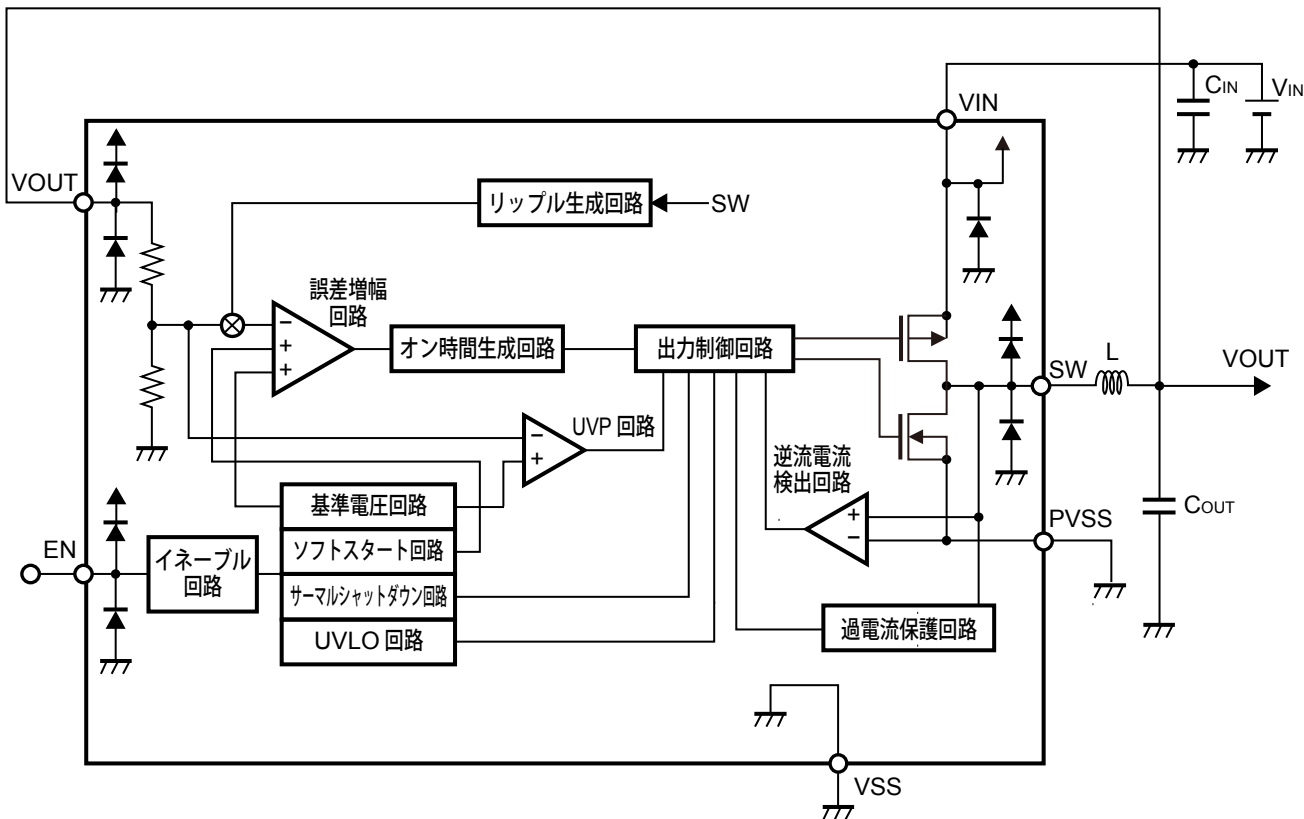 CIN
VIN
VIN
VOUT
リップル生成回路
SW
誤差増幅
回路
−
+
+
オン時間生成回路
出力制御回路
SW
L
VOUT
−
+
UVP 回路
逆流電流
検出回路
+
−
基準電圧回路
COUT
PVSS
EN
イネーブル
回路
ソフトスタート回路
サーマルシャットダウン回路
UVLO 回路
過電流保護回路
VSS